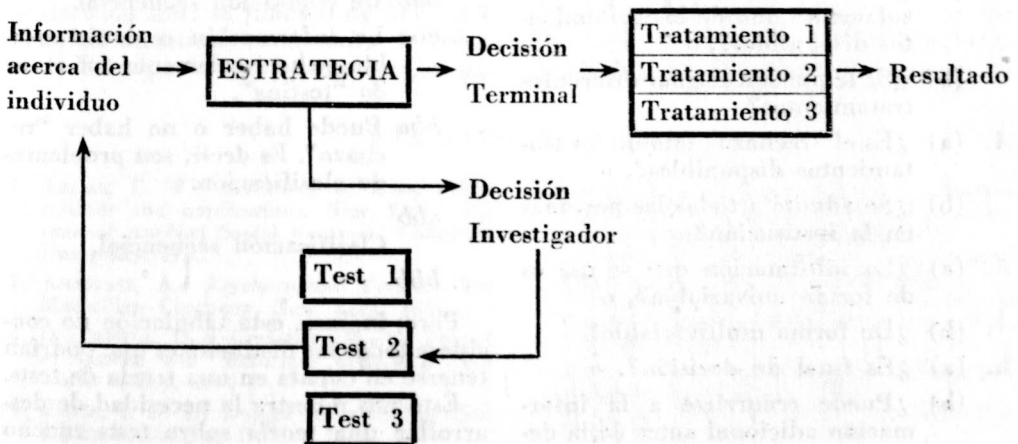 Información
acerca del
individuo
ESTRATEGIA
Decisión
Terminal
Tratamiento 1
Tratamiento 2
Tratamiento 3
Resultado
Decisión
Investigador
Test 1
Test 2
Test 3